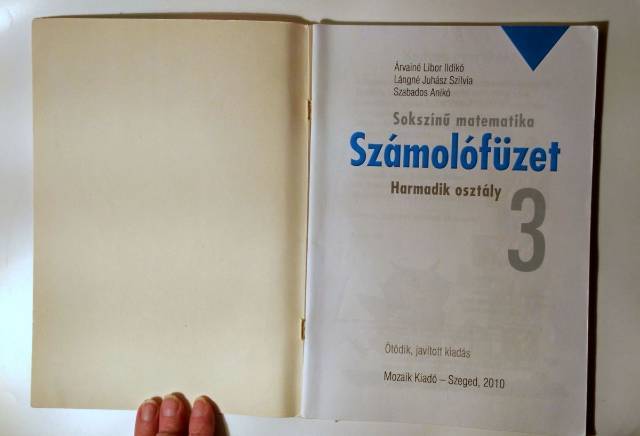 Árvainé Libor Ildikó
Lángné Juhász Szilvia
Szabados Anikó
Sokszínű matematika
Számolófüzet
Harmadik osztály
3
Ötödik, javított kiadás
Mozaik Kiadó – Szeged, 2010